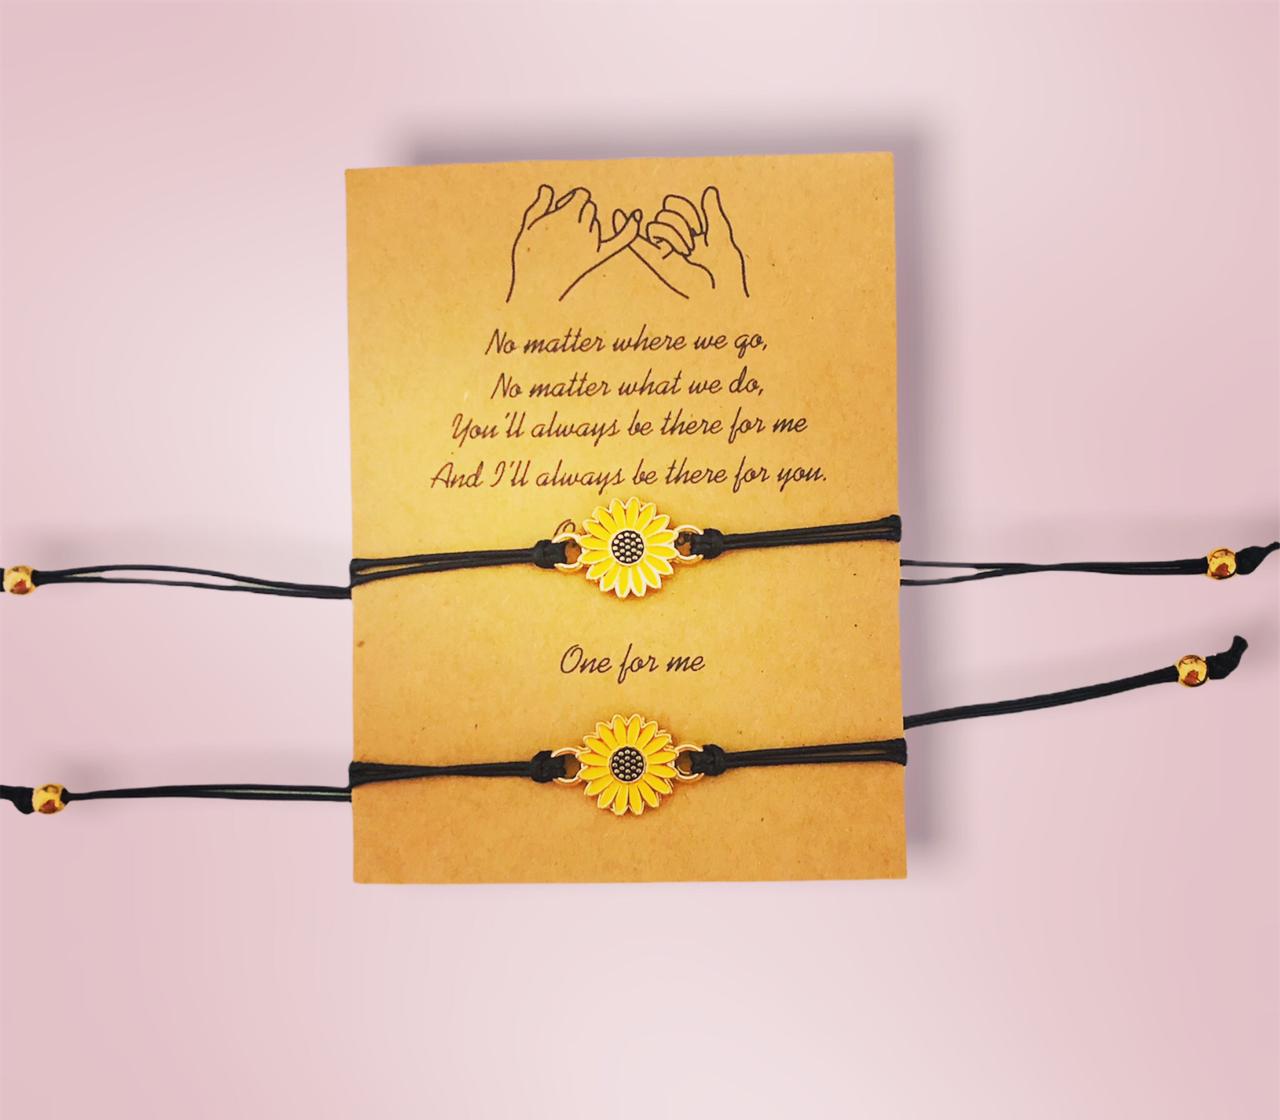 No matter where we go,
No matter what we do,
You'll always be there for me
And I'll always be there for you.
One for me